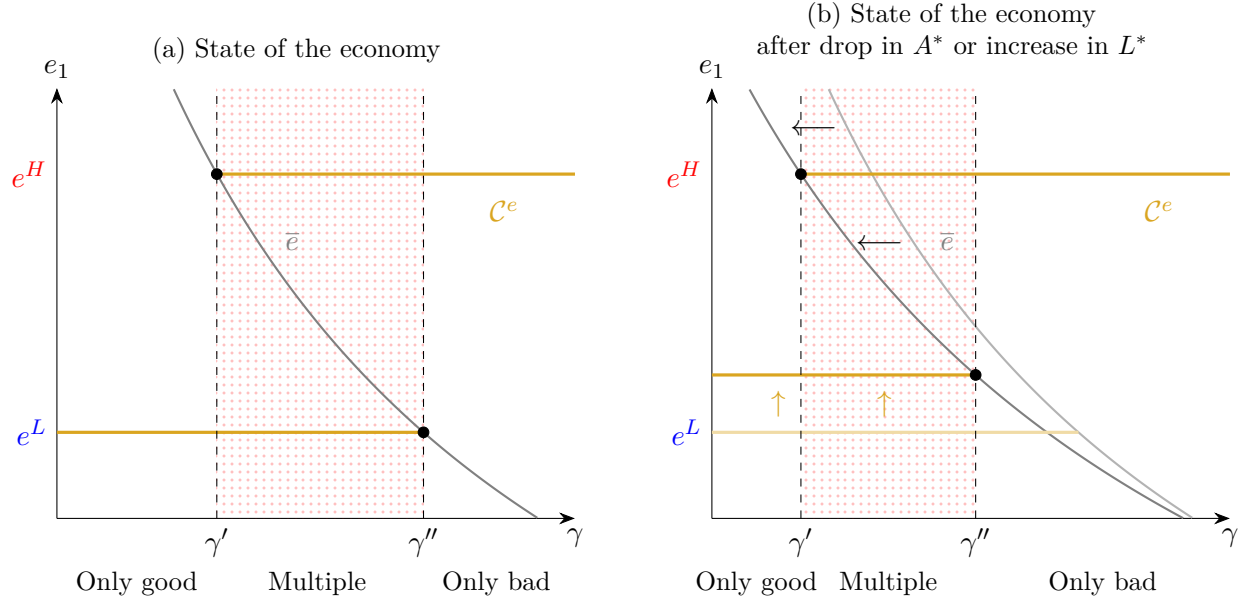 (a) State of the economy
e₁
e^H
𝒞^e
e̅
e^L
γ′
γ″
γ
Only good
Multiple
Only bad
(b) State of the economy
after drop in A* or increase in L*
e₁
e^H
𝒞^e
e̅
e^L
γ′
γ″
γ
Only good
Multiple
Only bad